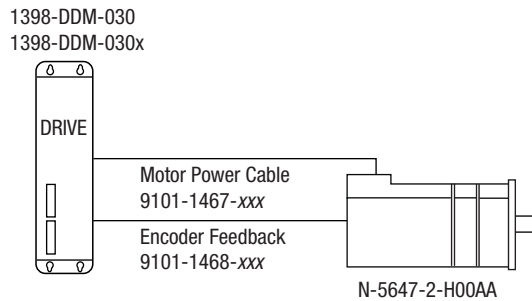 1398-DDM-030
1398-DDM-030x
DRIVE
Motor Power Cable
9101-1467-xxx
Encoder Feedback
9101-1468-xxx
N-5647-2-H00AA